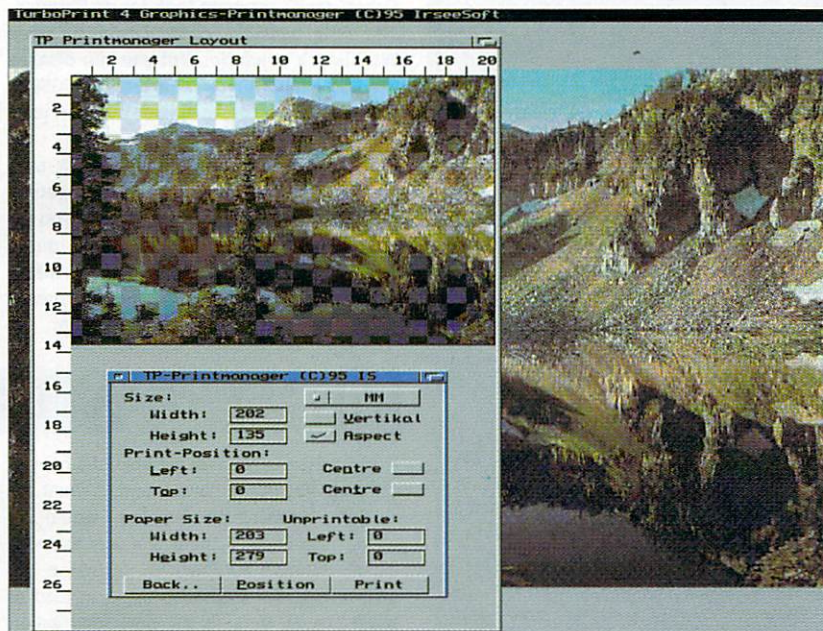 TurboPrint 4 Graphics-Printmanager (C)95 IrseeSoft
TP Printmanager Layout
2 4 6 8 10 12 14 16 18 20
2
4
6
8
10
12
14
16
18
20
22
24
26
TP-Printmanager (C)95 IS
Size: MM
Width: 202 Vertikal
Height: 135 Aspect
Print-Position:
Left: 0 Centre
Top: 0 Centre
Paper Size: Unprintable:
Width: 203 Left: 0
Height: 279 Top: 0
Back.. Position Print